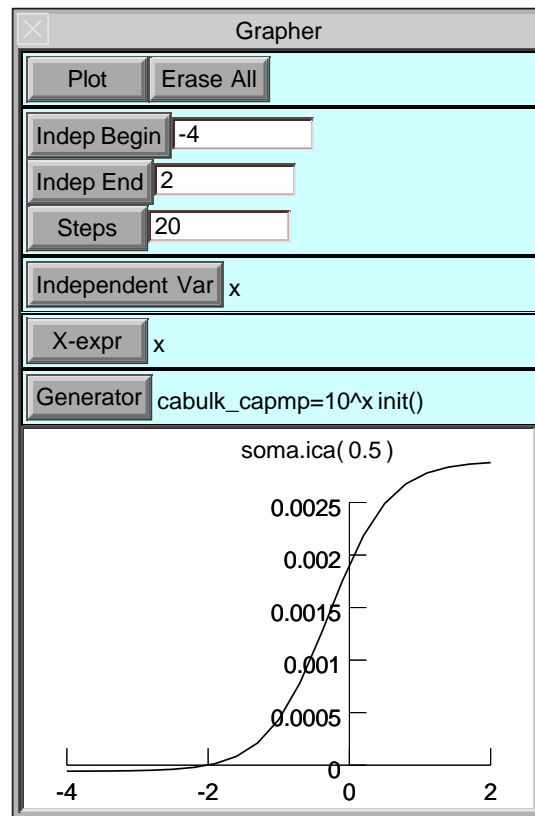 Grapher
Plot Erase All
Indep Begin -4
Indep End 2
Steps 20
Independent Var x
X-expr x
Generator cabulk_capmp=10^x init()
soma.ica( 0.5 )
0.0025
0.002
0.0015
0.001
0.0005
0
-4 -2 0 2